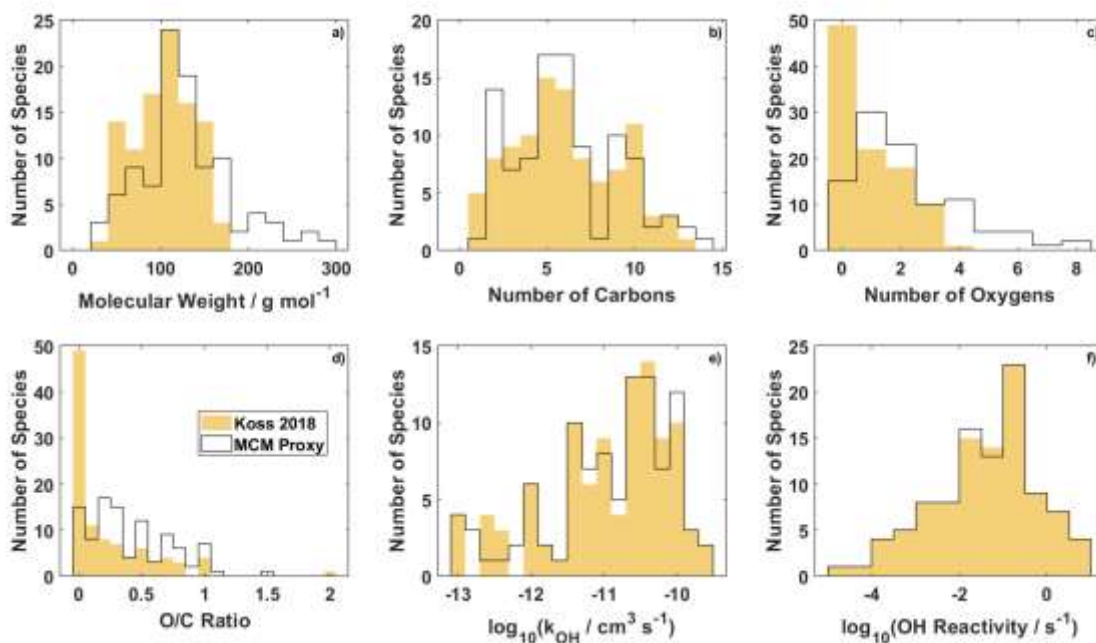 a)
Number of Species
25
20
15
10
5
0
0 100 200 300
Molecular Weight / g mol⁻¹
b)
Number of Species
20
15
10
5
0
0 5 10 15
Number of Carbons
c)
Number of Species
50
40
30
20
10
0
0 2 4 6 8
Number of Oxygens
d)
Number of Species
50
40
30
20
10
0
Koss 2018
MCM Proxy
0 0.5 1 1.5 2
O/C Ratio
e)
Number of Species
15
10
5
0
-13 -12 -11 -10
log₁₀(k_OH / cm³ s⁻¹)
f)
Number of Species
25
20
15
10
5
0
-4 -2 0
log₁₀(OH Reactivity / s⁻¹)